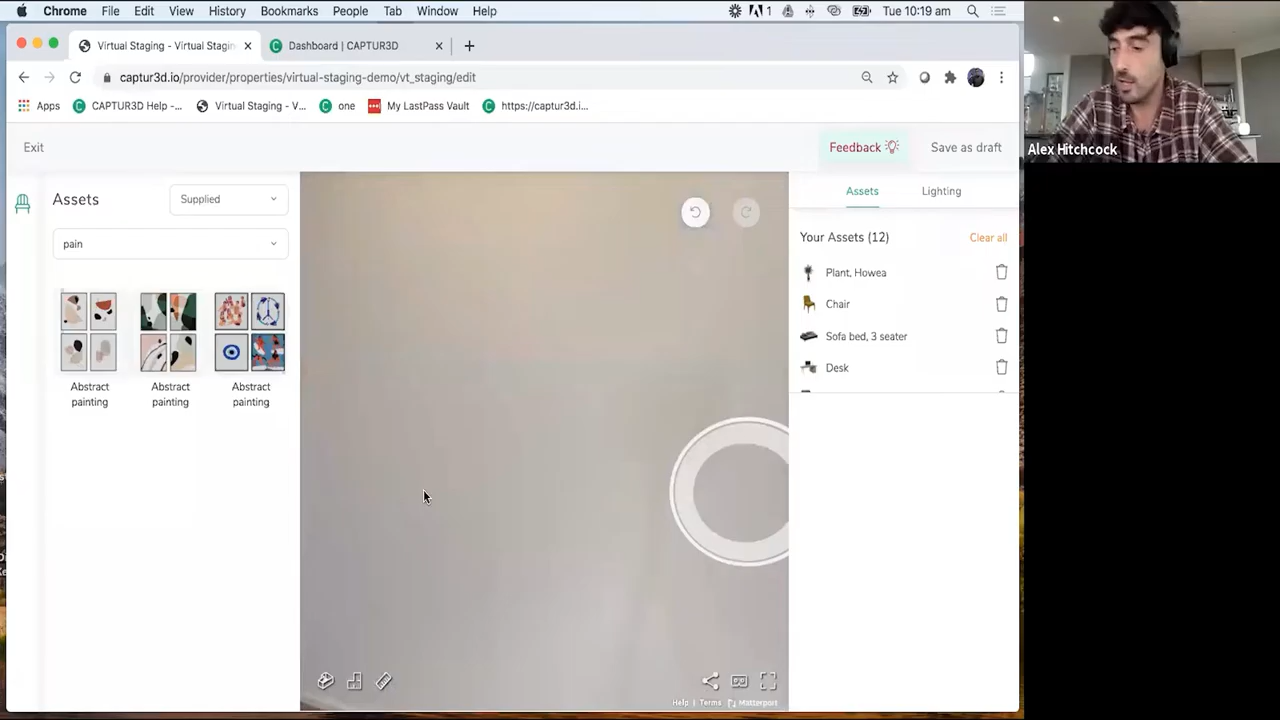 Chrome File Edit View History Bookmarks People Tab Window Help 1 Tue 10:19 am
Virtual Staging - Virtual Stagin Dashboard | CAPTUR3D
captur3d.io/provider/properties/virtual-staging-demo/vt_staging/edit
Apps CAPTUR3D Help -... Virtual Staging - V... one My LastPass Vault https://captur3d.i...
Alex Hitchcock
Exit Feedback Save as draft
Assets Supplied
pain
Abstract painting
Abstract painting
Abstract painting
Assets Lighting
Your Assets (12) Clear all
Plant, Howea
Chair
Sofa bed, 3 seater
Desk
Help | Terms Matterport